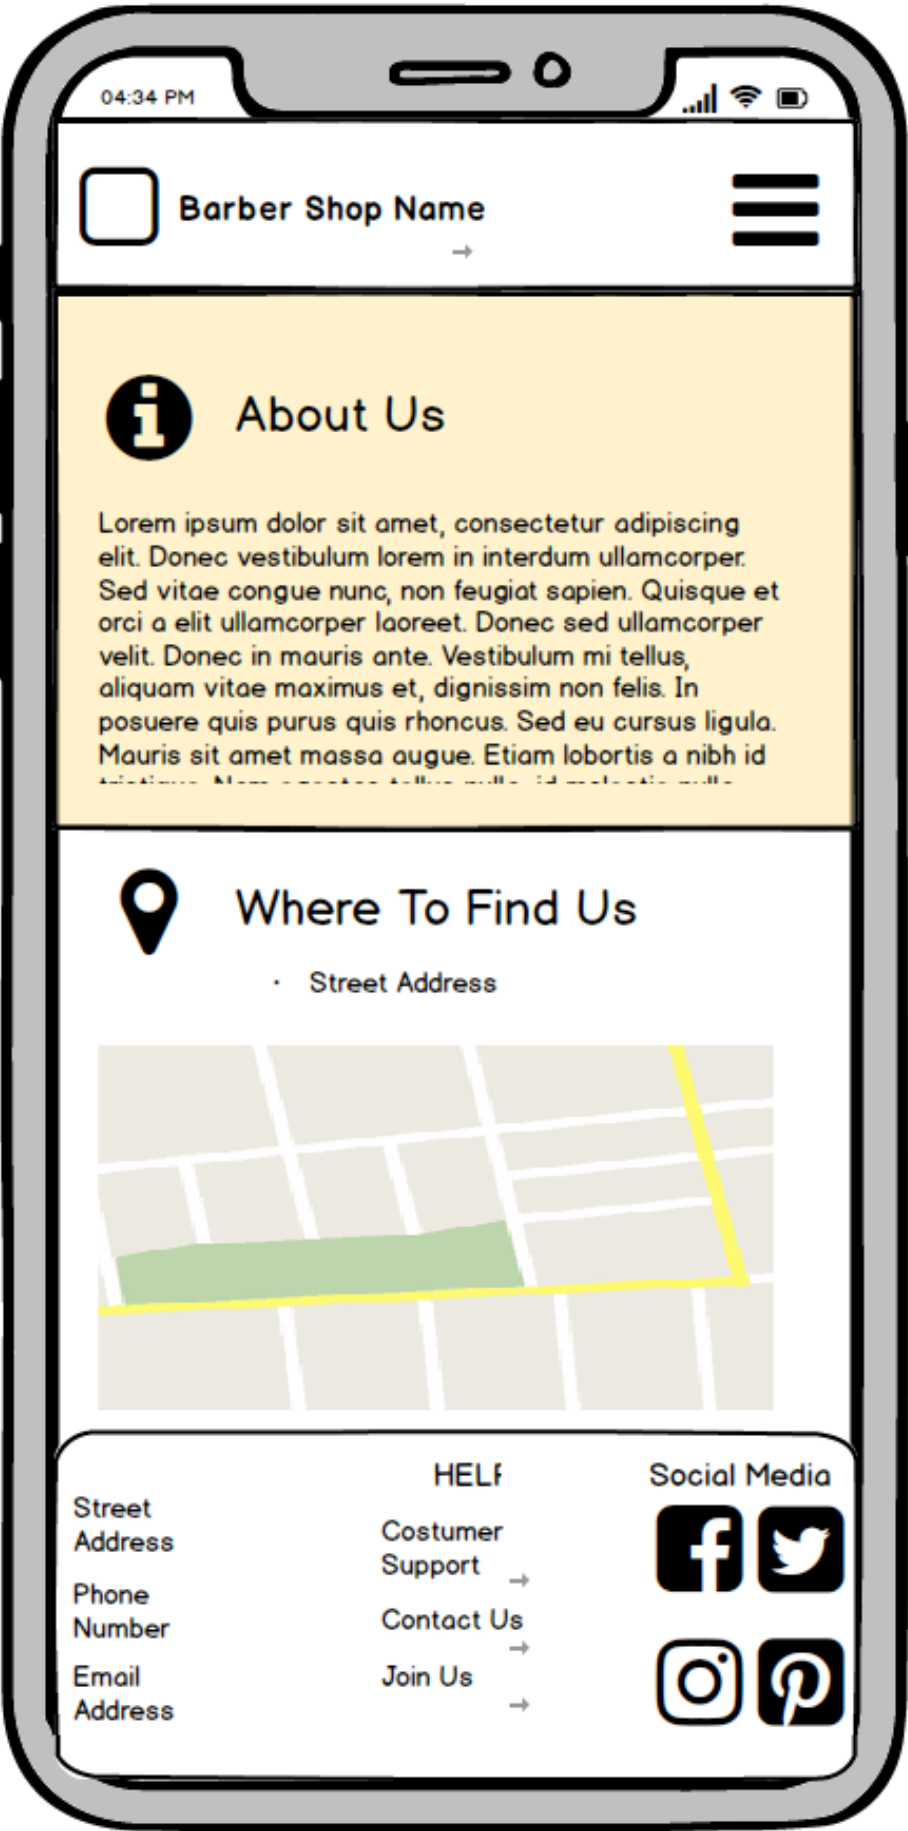 04:34 PM
Barber Shop Name
About Us
Lorem ipsum dolor sit amet, consectetur adipiscing
elit. Donec vestibulum lorem in interdum ullamcorper.
Sed vitae congue nunc, non feugiat sapien. Quisque et
orci a elit ullamcorper laoreet. Donec sed ullamcorper
velit. Donec in mauris ante. Vestibulum mi tellus,
aliquam vitae maximus et, dignissim non felis. In
posuere quis purus quis rhoncus. Sed eu cursus ligula.
Mauris sit amet massa augue. Etiam lobortis a nibh id
Where To Find Us
· Street Address
Street
Address
Phone
Number
Email
Address
HEL
Costumer
Support
Contact Us
Join Us
Social Media